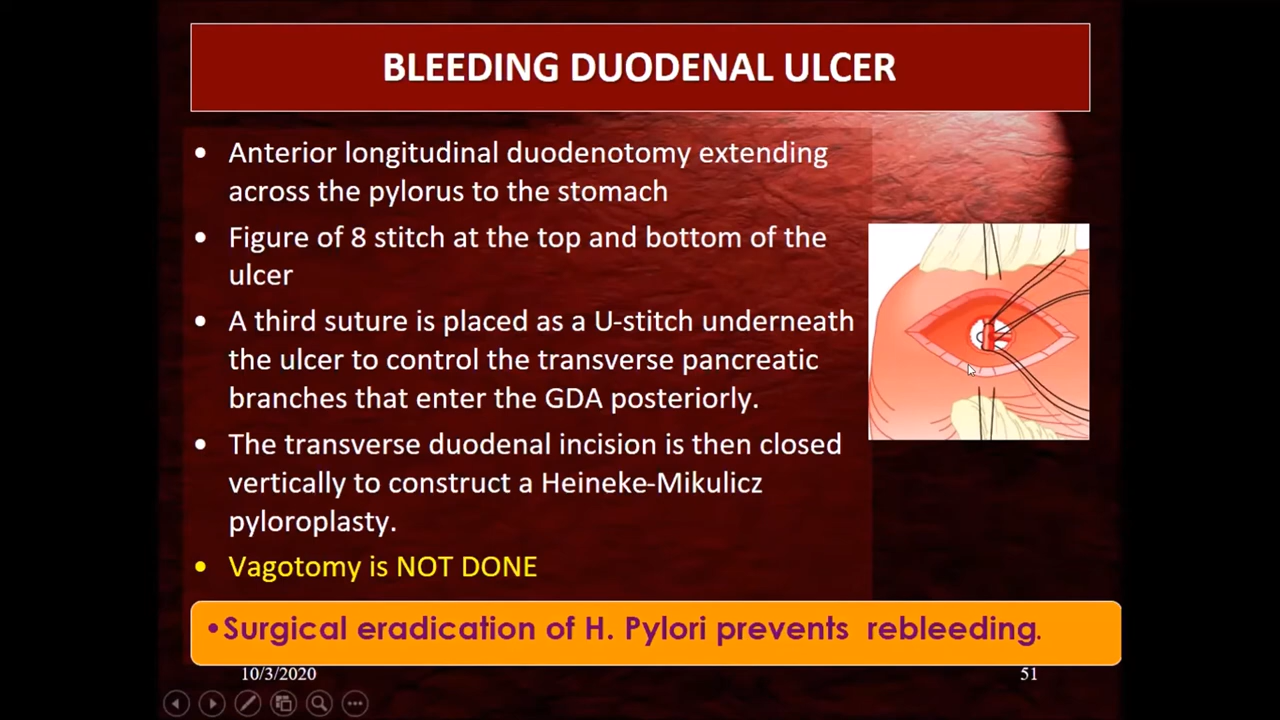 BLEEDING DUODENAL ULCER
• Anterior longitudinal duodenotomy extending
across the pylorus to the stomach
• Figure of 8 stitch at the top and bottom of the
ulcer
• A third suture is placed as a U-stitch underneath
the ulcer to control the transverse pancreatic
branches that enter the GDA posteriorly.
• The transverse duodenal incision is then closed
vertically to construct a Heineke-Mikulicz
pyloroplasty.
• Vagotomy is NOT DONE
•Surgical eradication of H. Pylori prevents rebleeding.
10/3/2020
51